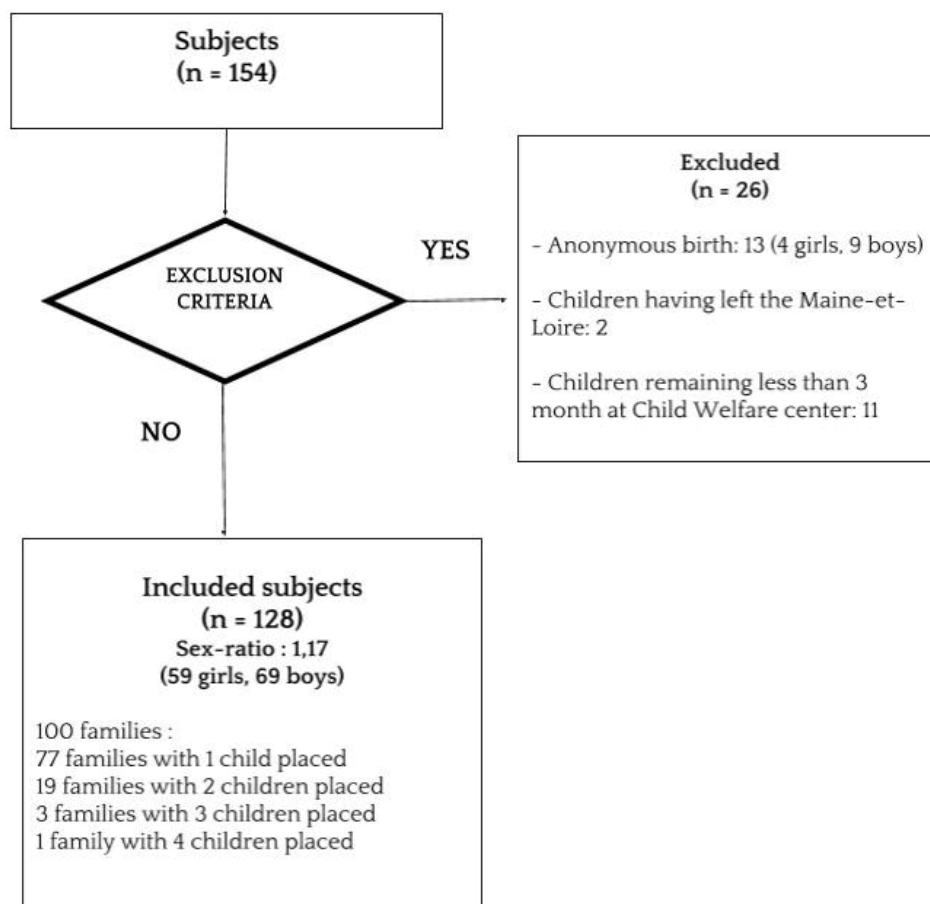 Subjects
(n = 154)
EXCLUSION
CRITERIA
YES
Excluded
(n = 26)
- Anonymous birth: 13 (4 girls, 9 boys)
- Children having left the Maine-et-
Loire: 2
- Children remaining less than 3
month at Child Welfare center: 11
NO
Included subjects
(n = 128)
Sex-ratio : 1,17
(59 girls, 69 boys)
100 families :
77 families with 1 child placed
19 families with 2 children placed
3 families with 3 children placed
1 family with 4 children placed